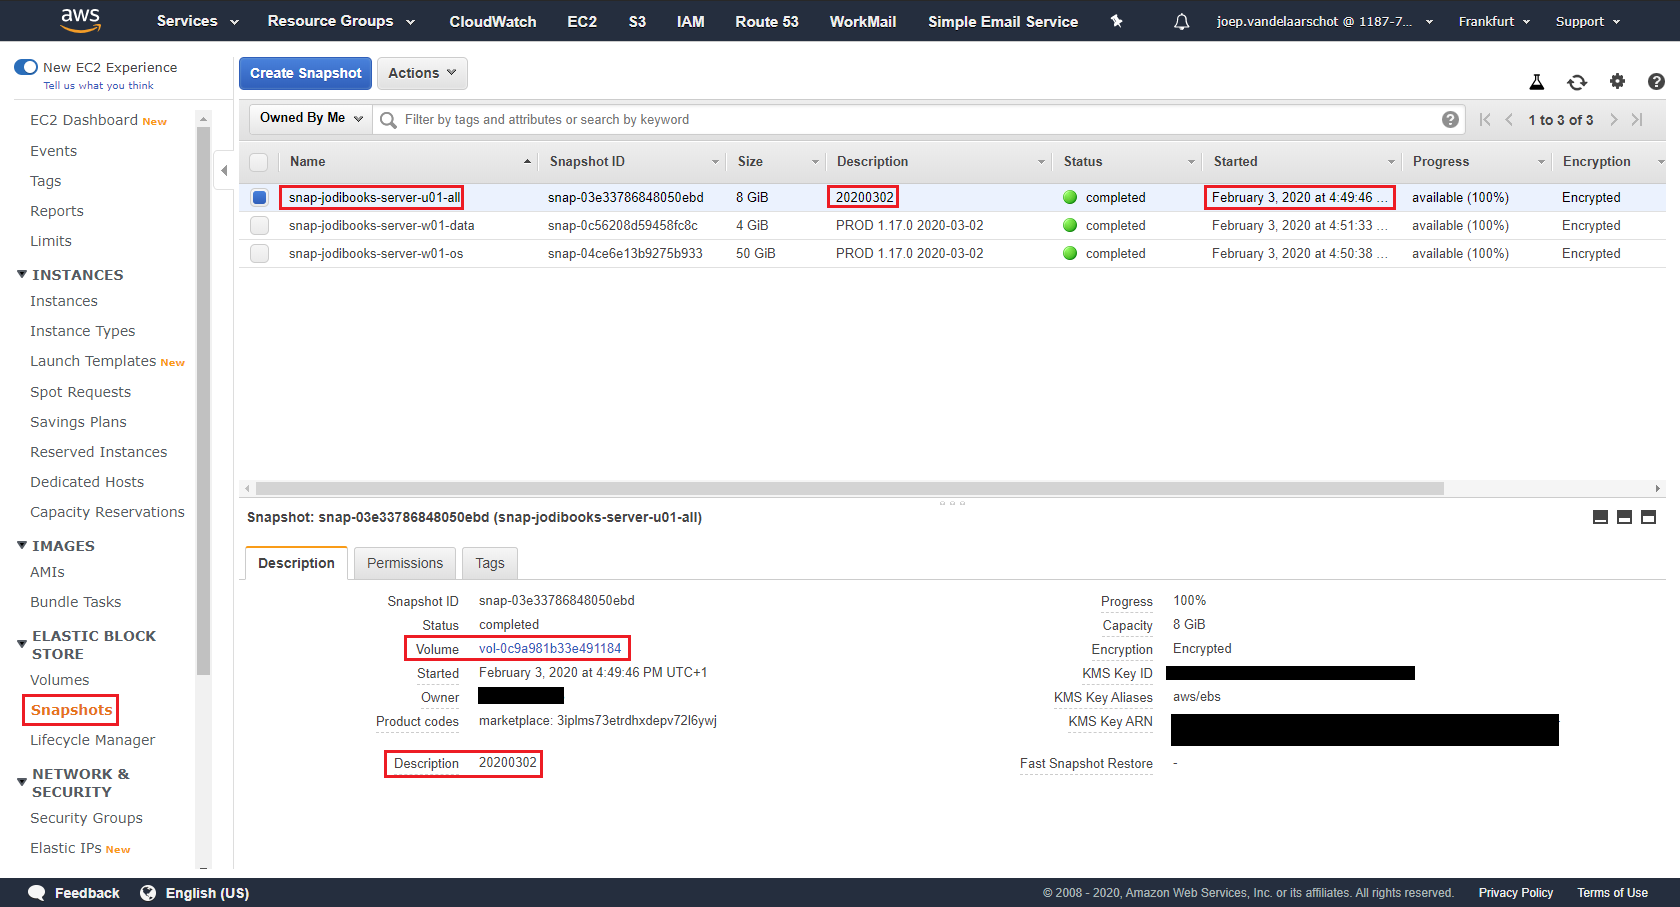 aws Services Resource Groups CloudWatch EC2 S3 IAM Route 53 WorkMail Simple Email Service joep.vandelaarschot @ 1187-7... Frankfurt Support
New EC2 Experience
Tell us what you think
EC2 Dashboard New
Events
Tags
Reports
Limits
INSTANCES
Instances
Instance Types
Launch Templates New
Spot Requests
Savings Plans
Reserved Instances
Dedicated Hosts
Capacity Reservations
IMAGES
AMIs
Bundle Tasks
ELASTIC BLOCK
STORE
Volumes
Snapshots
Lifecycle Manager
NETWORK &
SECURITY
Security Groups
Elastic IPs New
Create Snapshot Actions
Owned By Me Filter by tags and attributes or search by keyword 1 to 3 of 3
Name Snapshot ID Size Description Status Started Progress Encryption
snap-jodibooks-server-u01-all snap-03e33786848050ebd 8 GiB 20200302 completed February 3, 2020 at 4:49:46 ... available (100%) Encrypted
snap-jodibooks-server-w01-data snap-0c56208d59458fc8c 4 GiB PROD 1.17.0 2020-03-02 completed February 3, 2020 at 4:51:33 ... available (100%) Encrypted
snap-jodibooks-server-w01-os snap-04ce6e13b9275b933 50 GiB PROD 1.17.0 2020-03-02 completed February 3, 2020 at 4:50:38 ... available (100%) Encrypted
Snapshot: snap-03e33786848050ebd (snap-jodibooks-server-u01-all)
Description Permissions Tags
Snapshot ID snap-03e33786848050ebd
Status completed
Volume vol-0c9a981b33e491184
Started February 3, 2020 at 4:49:46 PM UTC+1
Owner
Product codes marketplace: 3iplms73etrdhxdepv72l6ywj
Description 20200302
Progress 100%
Capacity 8 GiB
Encryption Encrypted
KMS Key ID
KMS Key Aliases aws/ebs
KMS Key ARN
Fast Snapshot Restore -
Feedback English (US) © 2008 - 2020, Amazon Web Services, Inc. or its affiliates. All rights reserved. Privacy Policy Terms of Use